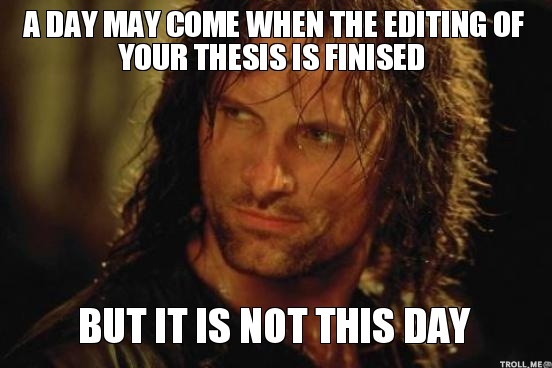 A DAY MAY COME WHEN THE EDITING OF
YOUR THESIS IS FINISED
BUT IT IS NOT THIS DAY
TROLL.ME